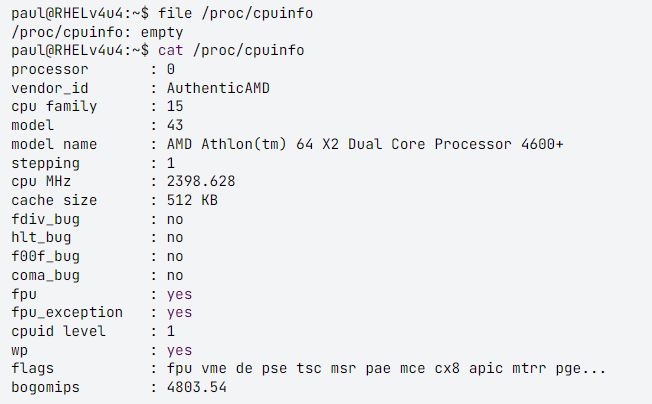 paul@RHELv4u4:~$ file /proc/cpuinfo
/proc/cpuinfo: empty
paul@RHELv4u4:~$ cat /proc/cpuinfo
processor       : 0
vendor_id       : AuthenticAMD
cpu family      : 15
model           : 43
model name      : AMD Athlon(tm) 64 X2 Dual Core Processor 4600+
stepping        : 1
cpu MHz         : 2398.628
cache size      : 512 KB
fdiv_bug        : no
hlt_bug         : no
f00f_bug        : no
coma_bug        : no
fpu             : yes
fpu_exception   : yes
cpuid level     : 1
wp              : yes
flags           : fpu vme de pse tsc msr pae mce cx8 apic mtrr pge...
bogomips        : 4803.54